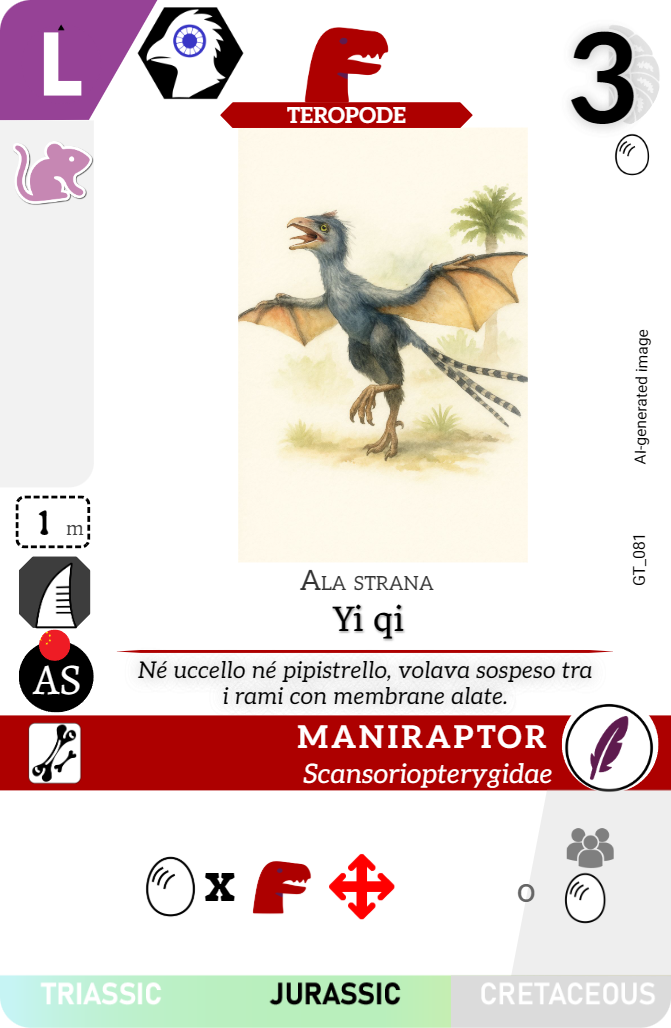 L
3
TEROPODE
AI-generated image
GT_081
1 m
AS
Ala strana
Yi qi
Né uccello né pipistrello, volava sospeso tra
i rami con membrane alate.
MANIRAPTOR
Scansoriopterygidae
x
o
TRIASSIC JURASSIC CRETACEOUS